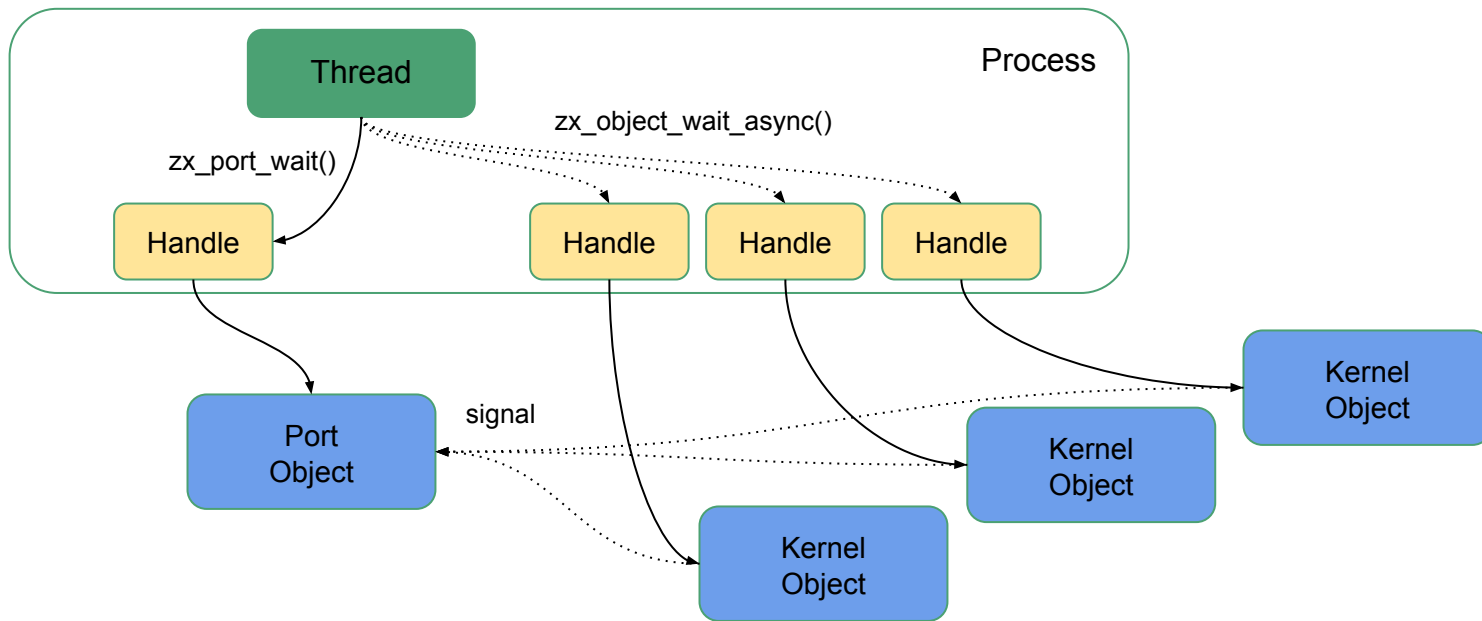 Thread
Process
zx_object_wait_async()
zx_port_wait()
Handle
Handle
Handle
Handle
signal
Port
Object
Kernel
Object
Kernel
Object
Kernel
Object